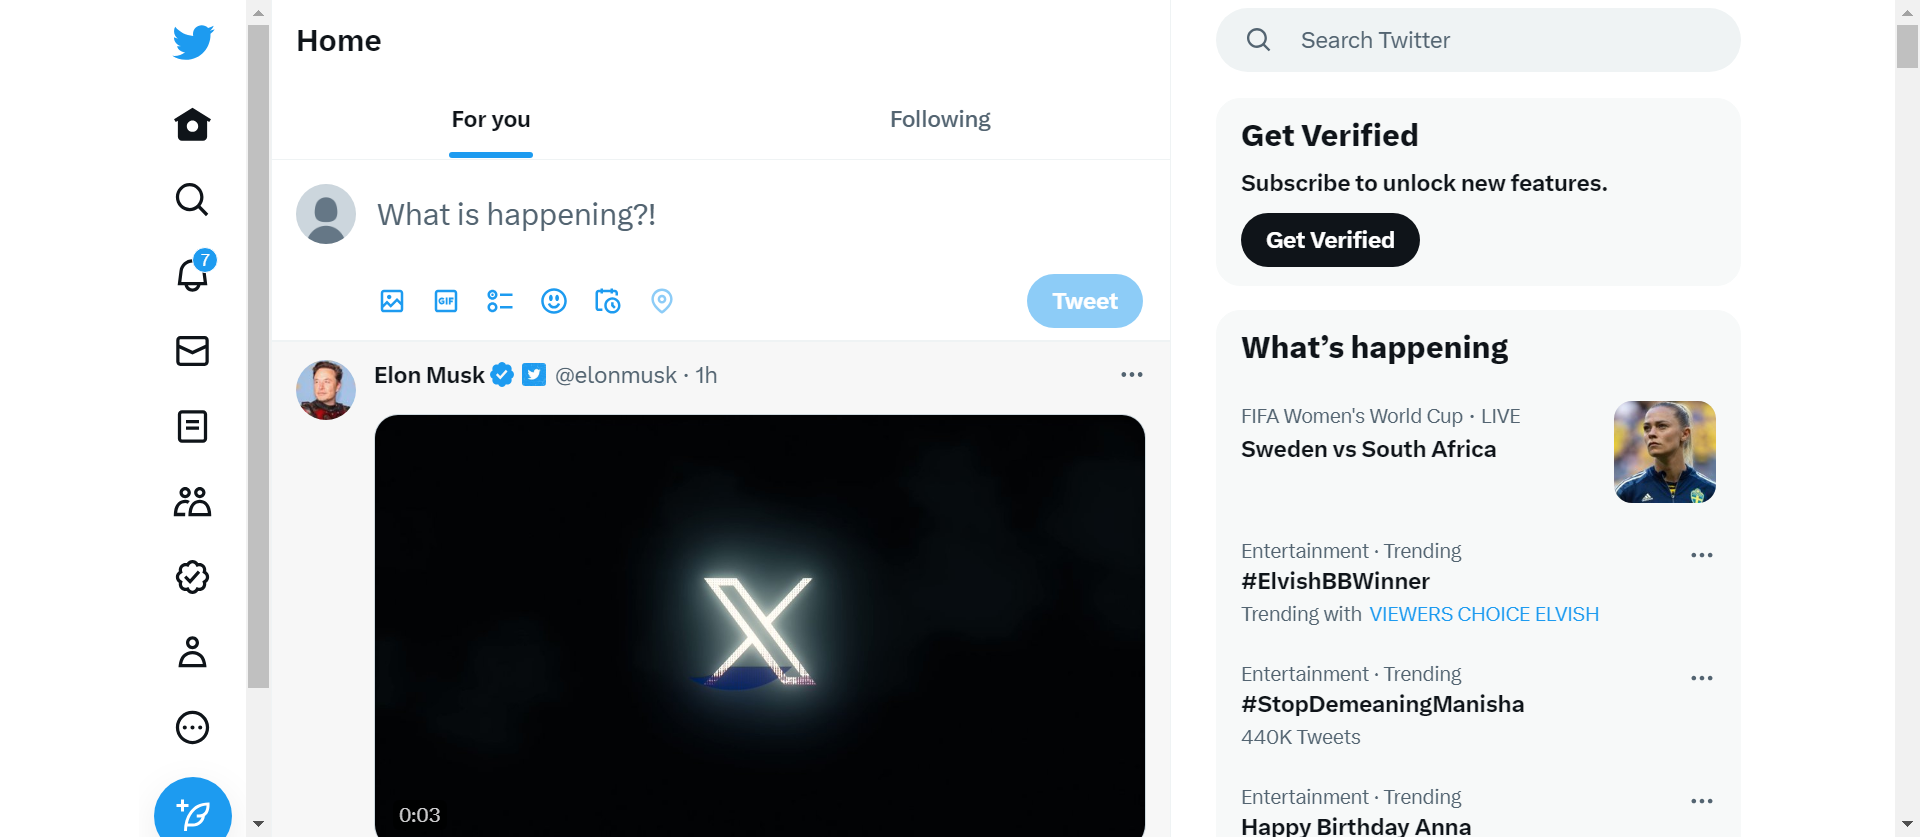 Home
For you
Following
7
What is happening?!
GIF
Tweet
Elon Musk @elonmusk · 1h
X
0:03
Search Twitter
Get Verified
Subscribe to unlock new features.
Get Verified
What’s happening
FIFA Women's World Cup · LIVE
Sweden vs South Africa
Entertainment · Trending
#ElvishBBWinner
Trending with VIEWERS CHOICE ELVISH
Entertainment · Trending
#StopDemeaningManisha
440K Tweets
Entertainment · Trending
Happy Birthday Anna